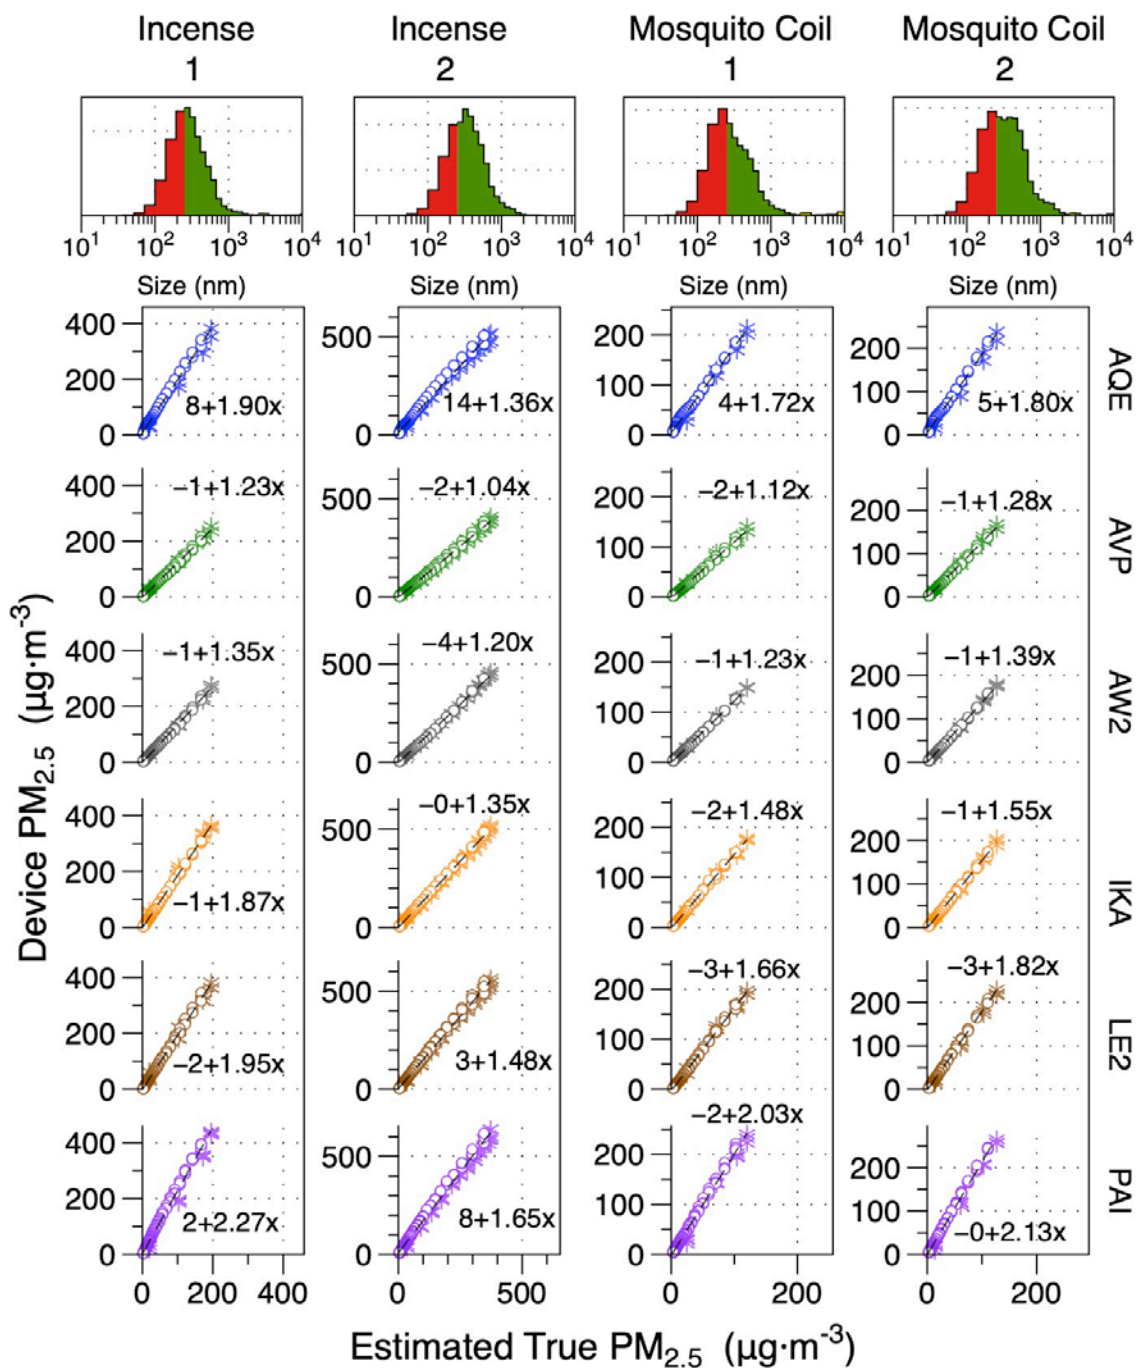 Incense 1
Incense 2
Mosquito Coil 1
Mosquito Coil 2
10¹ 10² 10³ 10⁴
10¹ 10² 10³ 10⁴
10¹ 10² 10³ 10⁴
10¹ 10² 10³ 10⁴
Size (nm)
Size (nm)
Size (nm)
Size (nm)
Device PM2.5 (μg·m⁻³)
400 200 0
8+1.90x
500 0
14+1.36x
200 100 0
4+1.72x
200 100 0
5+1.80x
AQE
400 200 0
−1+1.23x
500 0
−2+1.04x
200 100 0
−2+1.12x
200 100 0
−1+1.28x
AVP
400 200 0
−1+1.35x
500 0
−4+1.20x
200 100 0
−1+1.23x
200 100 0
−1+1.39x
AW2
400 200 0
−1+1.87x
500 0
−0+1.35x
200 100 0
−2+1.48x
200 100 0
−1+1.55x
IKA
400 200 0
−2+1.95x
500 0
3+1.48x
200 100 0
−3+1.66x
200 100 0
−3+1.82x
LE2
400 200 0
2+2.27x
500 0
8+1.65x
200 100 0
−2+2.03x
200 100 0
−0+2.13x
PAI
0 200 400
0 500
0 200
0 200
Estimated True PM2.5 (μg·m⁻³)